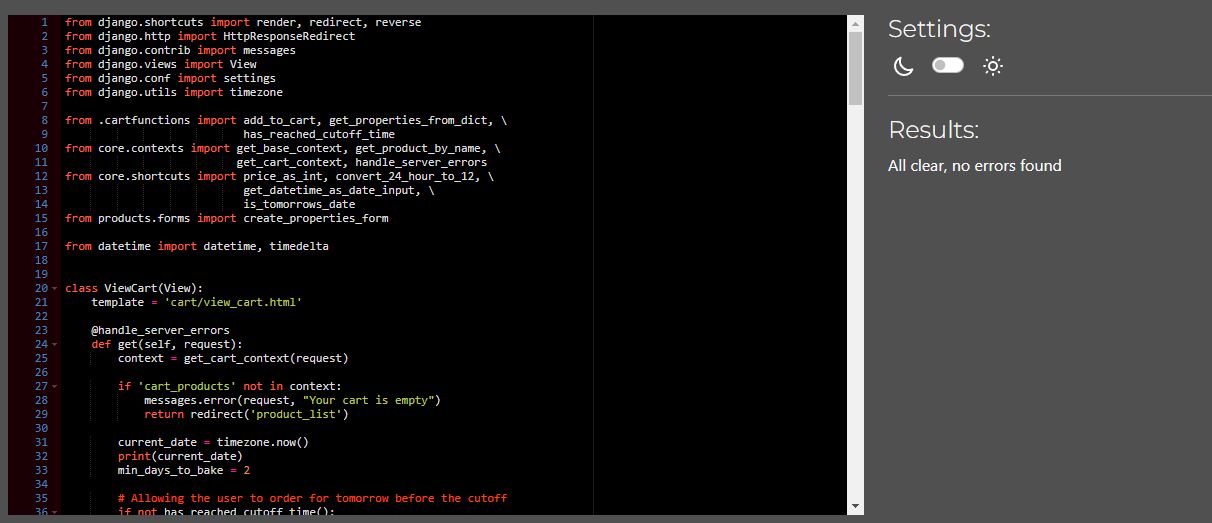 1 from django.shortcuts import render, redirect, reverse
2 from django.http import HttpResponseRedirect
3 from django.contrib import messages
4 from django.views import View
5 from django.conf import settings
6 from django.utils import timezone
7
8 from .cartfunctions import add_to_cart, get_properties_from_dict, \
9                            has_reached_cutoff_time
10 from core.contexts import get_base_context, get_product_by_name, \
11                           get_cart_context, handle_server_errors
12 from core.shortcuts import price_as_int, convert_24_hour_to_12, \
13                            get_datetime_as_date_input, \
14                            is_tomorrows_date
15 from products.forms import create_properties_form
16
17 from datetime import datetime, timedelta
18
19
20 class ViewCart(View):
21     template = 'cart/view_cart.html'
22
23     @handle_server_errors
24     def get(self, request):
25         context = get_cart_context(request)
26
27         if 'cart_products' not in context:
28             messages.error(request, "Your cart is empty")
29             return redirect('product_list')
30
31         current_date = timezone.now()
32         print(current_date)
33         min_days_to_bake = 2
34
35         # Allowing the user to order for tomorrow before the cutoff
36         if not has_reached_cutoff_time():
Settings:
Results:
All clear, no errors found